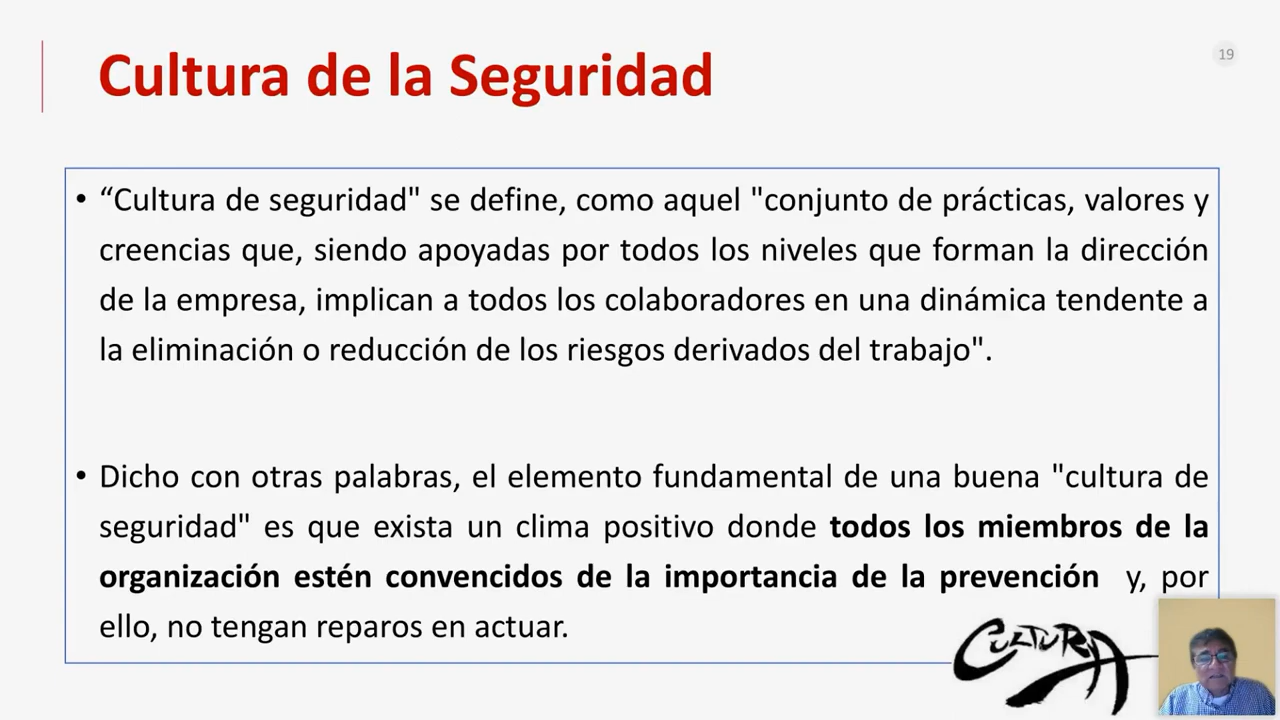 Cultura de la Seguridad
19
• “Cultura de seguridad" se define, como aquel "conjunto de prácticas, valores y
creencias que, siendo apoyadas por todos los niveles que forman la dirección
de la empresa, implican a todos los colaboradores en una dinámica tendente a
la eliminación o reducción de los riesgos derivados del trabajo".
• Dicho con otras palabras, el elemento fundamental de una buena "cultura de
seguridad" es que exista un clima positivo donde todos los miembros de la
organización estén convencidos de la importancia de la prevención y, por
ello, no tengan reparos en actuar.
CULTURA